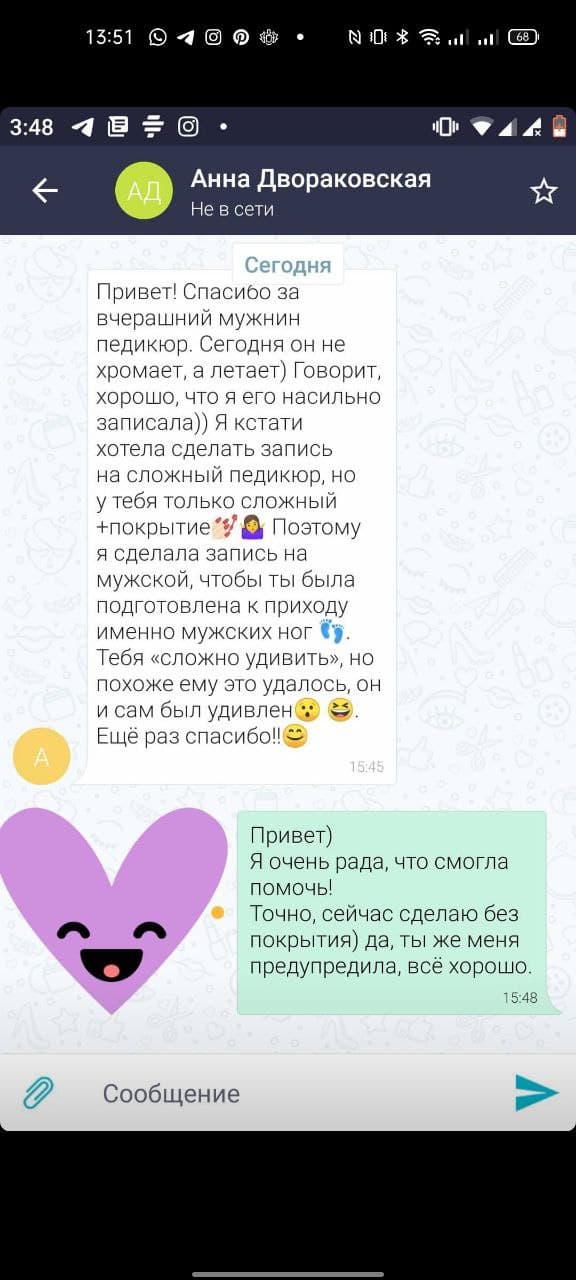 13:51
68
3:48
АД
Анна Двораковская
Не в сети
Сегодня
Привет! Спасибо за
вчерашний мужнин
педикюр. Сегодня он не
хромает, а летает) Говорит,
хорошо, что я его насильно
записала)) Я кстати
хотела сделать запись
на сложный педикюр, но
у тебя только сложный
+покрытие💅🏻🤷‍♀️ Поэтому
я сделала запись на
мужской, чтобы ты была
подготовлена к приходу
именно мужских ног 👣.
Тебя «сложно удивить», но
похоже ему это удалось, он
и сам был удивлен😮 😆.
Ещё раз спасибо!!😊
15:45
А
Привет)
Я очень рада, что смогла
помочь!
Точно, сейчас сделаю без
покрытия) да, ты же меня
предупредила, всё хорошо.
15:48
Сообщение